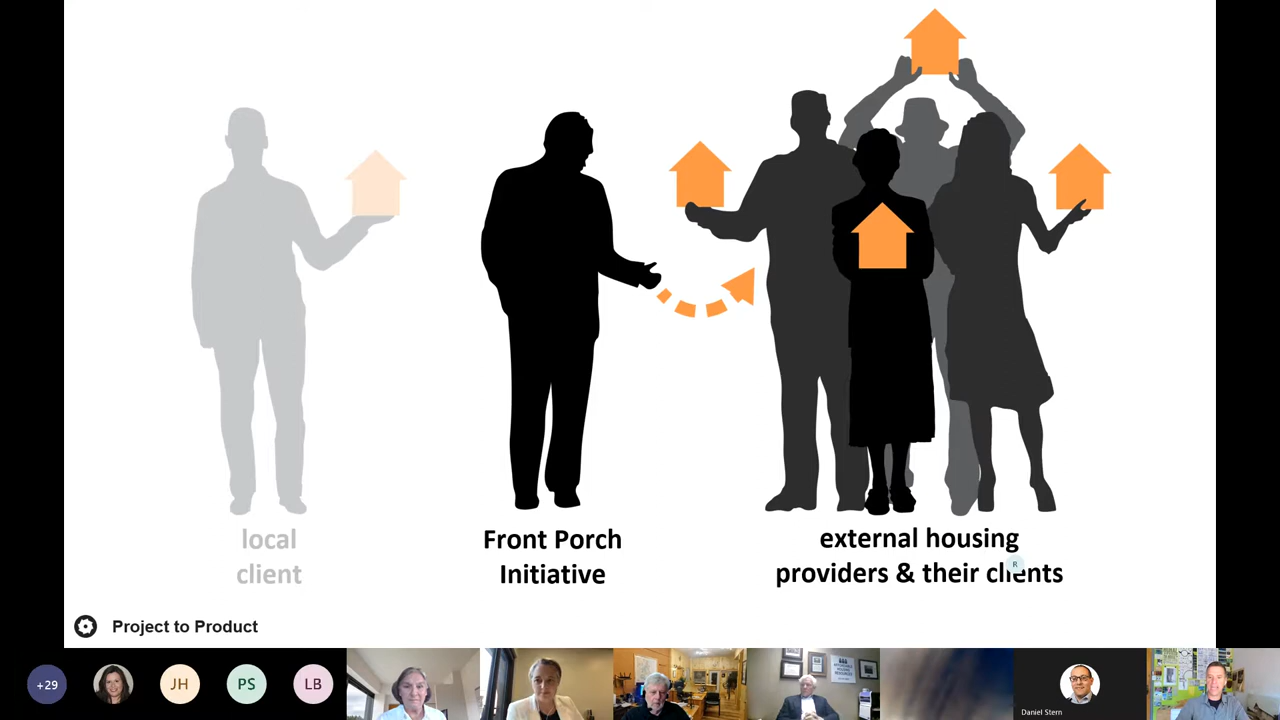 local
client
Front Porch
Initiative
external housing
providers & their clients
R
Project to Product
+29
JH
PS
LB
Daniel Stern